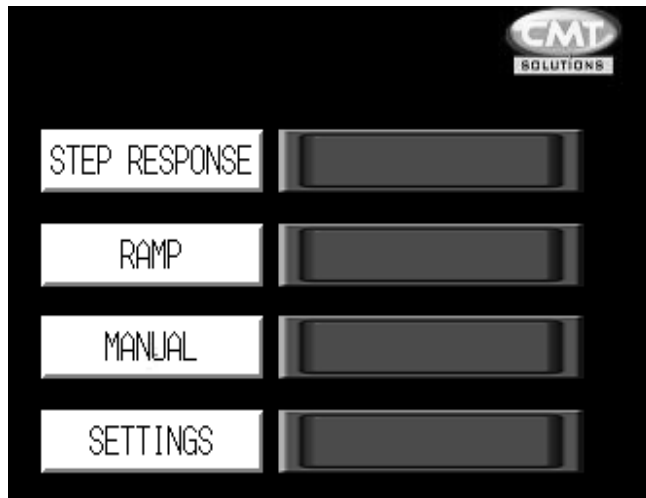 CMT
SOLUTIONS
STEP RESPONSE
RAMP
MANUAL
SETTINGS